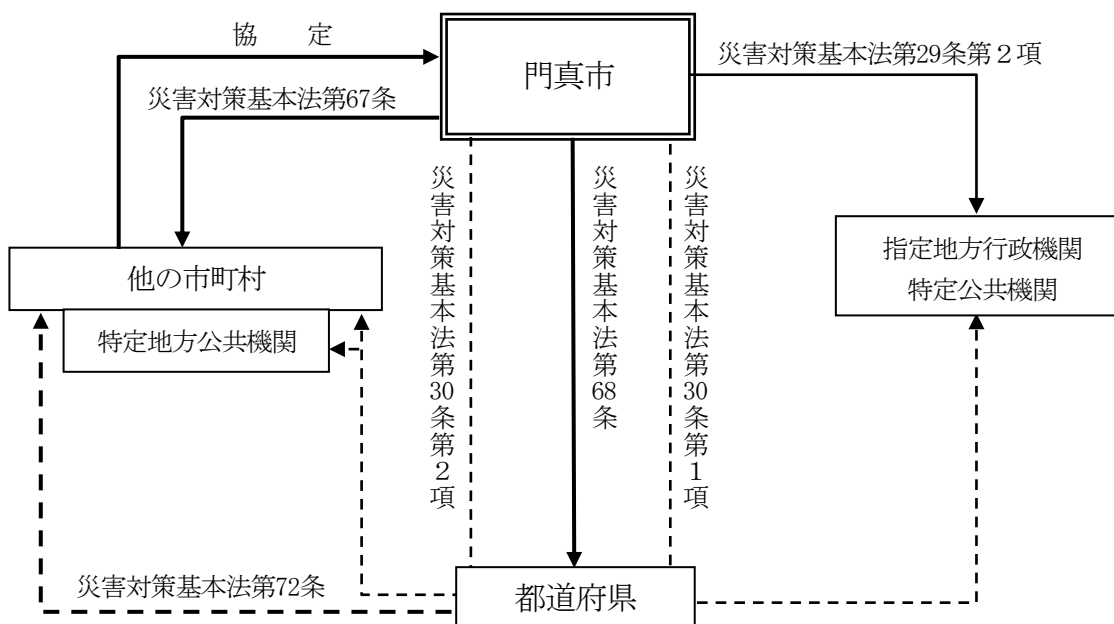 協　定
門真市
災害対策基本法第29条第２項
災害対策基本法第67条
災害対策基本法第30条第２項
災害対策基本法第68条
災害対策基本法第30条第１項
指定地方行政機関
特定公共機関
他の市町村
特定地方公共機関
災害対策基本法第72条
都道府県